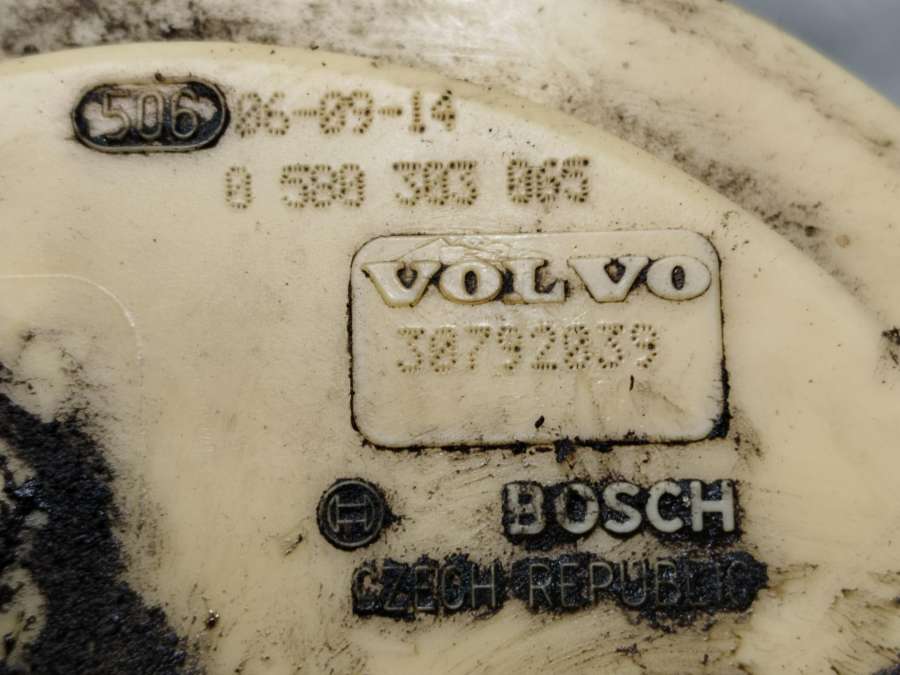 506 06-09-14
0 580 303 065
VOLVO
30792839
BOSCH
CZECH REPUBLIC